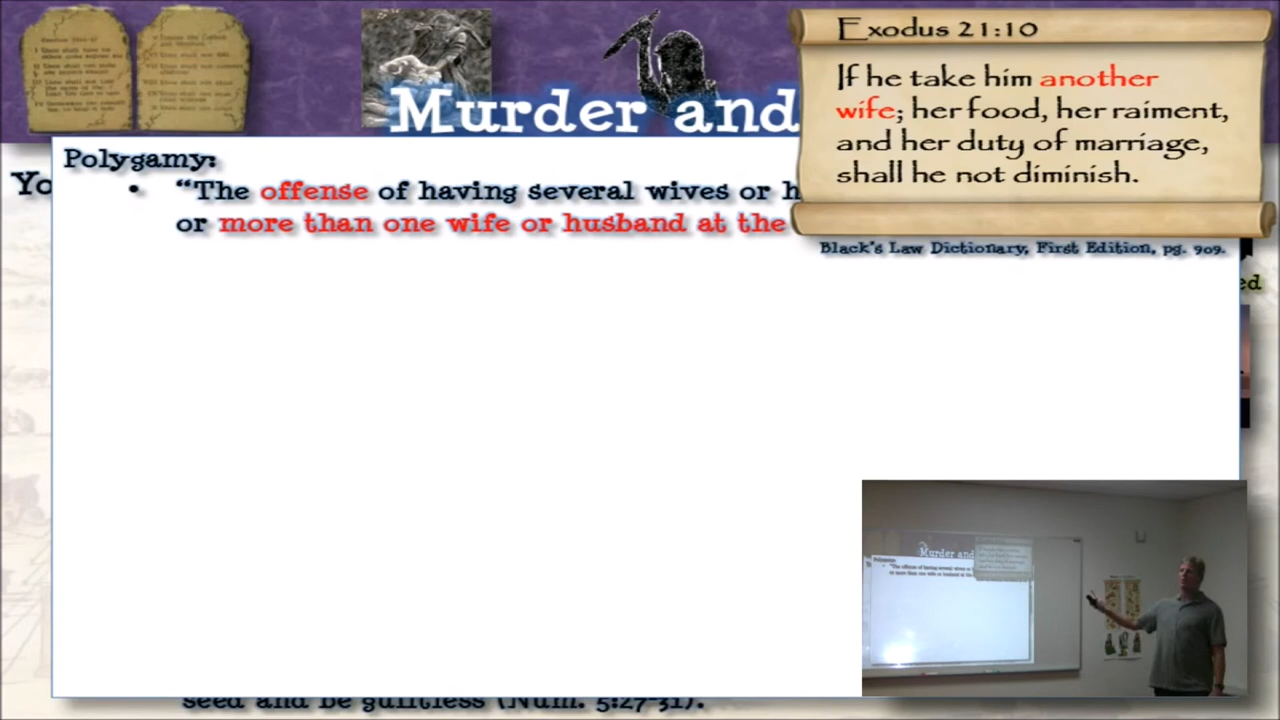 Exodus 21:10
If he take him another
wife; her food, her raiment,
and her duty of marriage,
shall he not diminish.
Murder and
Polygamy:
• “The offense of having several wives or h
or more than one wife or husband at the
Black's Law Dictionary, First Edition, pg. 909.
Yo
ed
seed and be guiltless (Num. 5:27-31).
Murder and